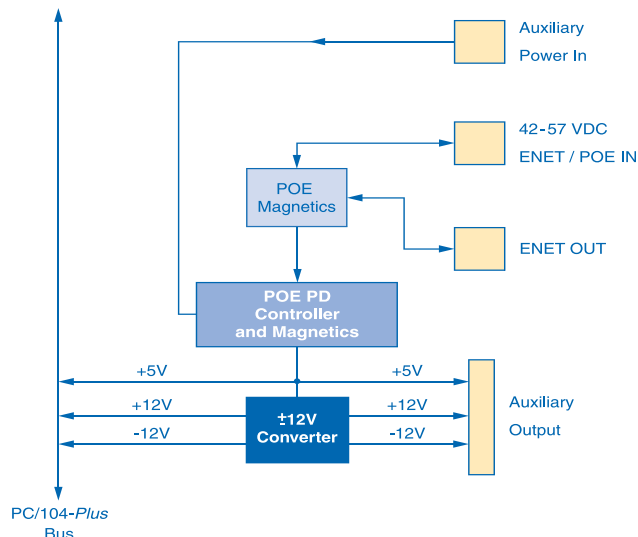 Auxiliary
Power In
42-57 VDC
ENET / POE IN
POE
Magnetics
ENET OUT
POE PD
Controller
and Magnetics
+5V
+5V
+12V
±12V
Converter
+12V
-12V
-12V
Auxiliary
Output
PC/104-Plus
Bus